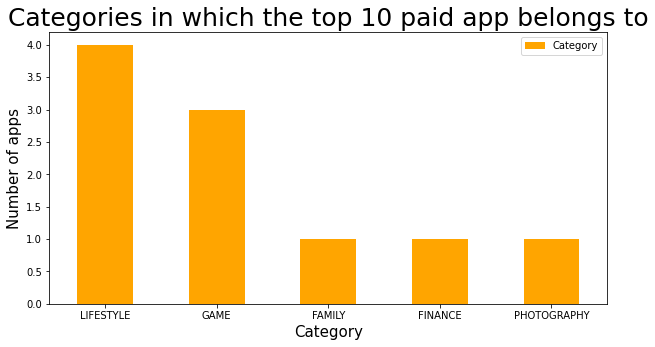 Categories in which the top 10 paid app belongs to
Category
4.0
3.5
3.0
2.5
2.0
1.5
1.0
0.5
0.0
Number of apps
LIFESTYLE GAME FAMILY FINANCE PHOTOGRAPHY
Category